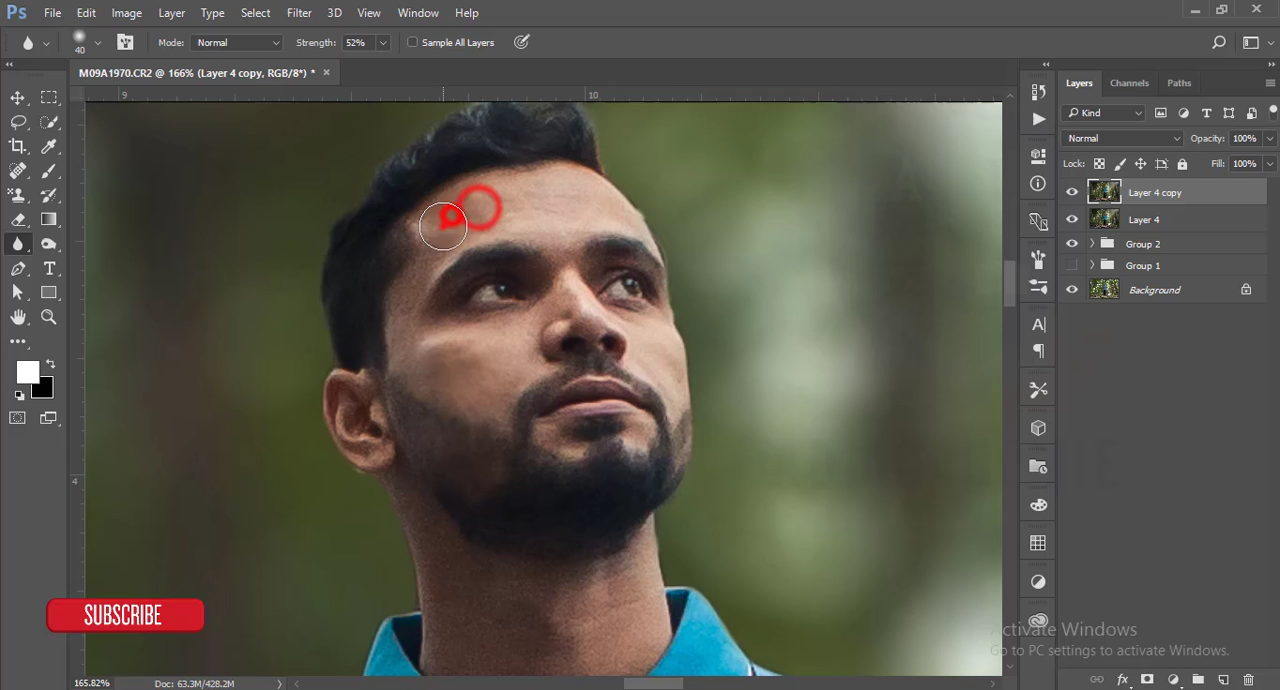 Ps File Edit Image Layer Type Select Filter 3D View Window Help
40 Mode: Normal Strength: 52% Sample All Layers
M09A1970.CR2 @ 166% (Layer 4 copy, RGB/8*) * ×
9 10
Layers Channels Paths
Kind
Normal Opacity: 100%
Lock: Fill: 100%
Layer 4 copy
Layer 4
Group 2
Group 1
Background
4
SUBSCRIBE
Activate Windows
Go to PC settings to activate Windows.
165.82% Doc: 63.3M/428.2M